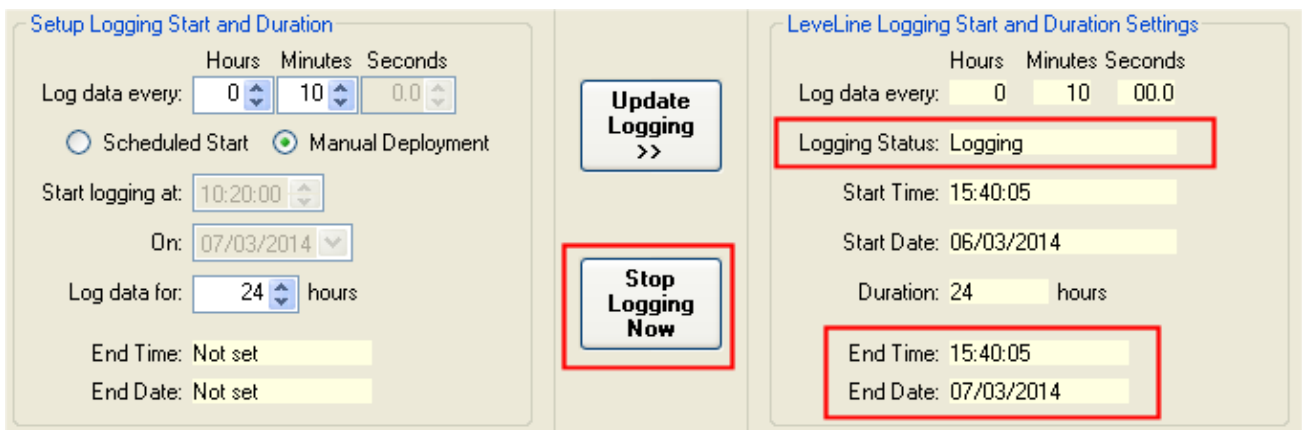 Setup Logging Start and Duration
Hours Minutes Seconds
Log data every: 0 10 0.0
Scheduled Start Manual Deployment
Start logging at: 10:20:00
On: 07/03/2014
Log data for: 24 hours
End Time: Not set
End Date: Not set
Update
Logging
>>
Stop
Logging
Now
LeveLine Logging Start and Duration Settings
Hours Minutes Seconds
Log data every: 0 10 00.0
Logging Status: Logging
Start Time: 15:40:05
Start Date: 06/03/2014
Duration: 24 hours
End Time: 15:40:05
End Date: 07/03/2014